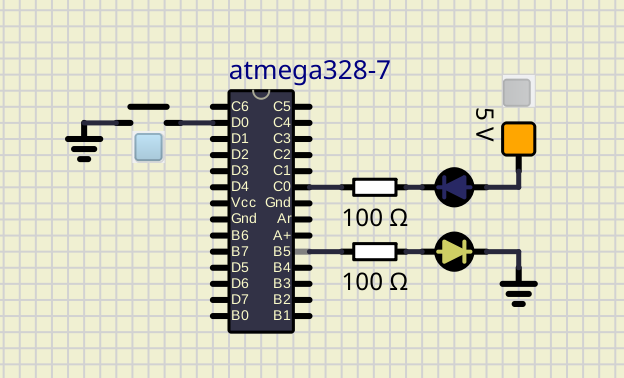 atmega328-7
5 V
C6 C5
D0 C4
D1 C3
D2 C2
D3 C1
D4 C0
Vcc Gnd
Gnd Ar
B6 A+
B7 B5
D5 B4
D6 B3
D7 B2
B0 B1
100 Ω
100 Ω